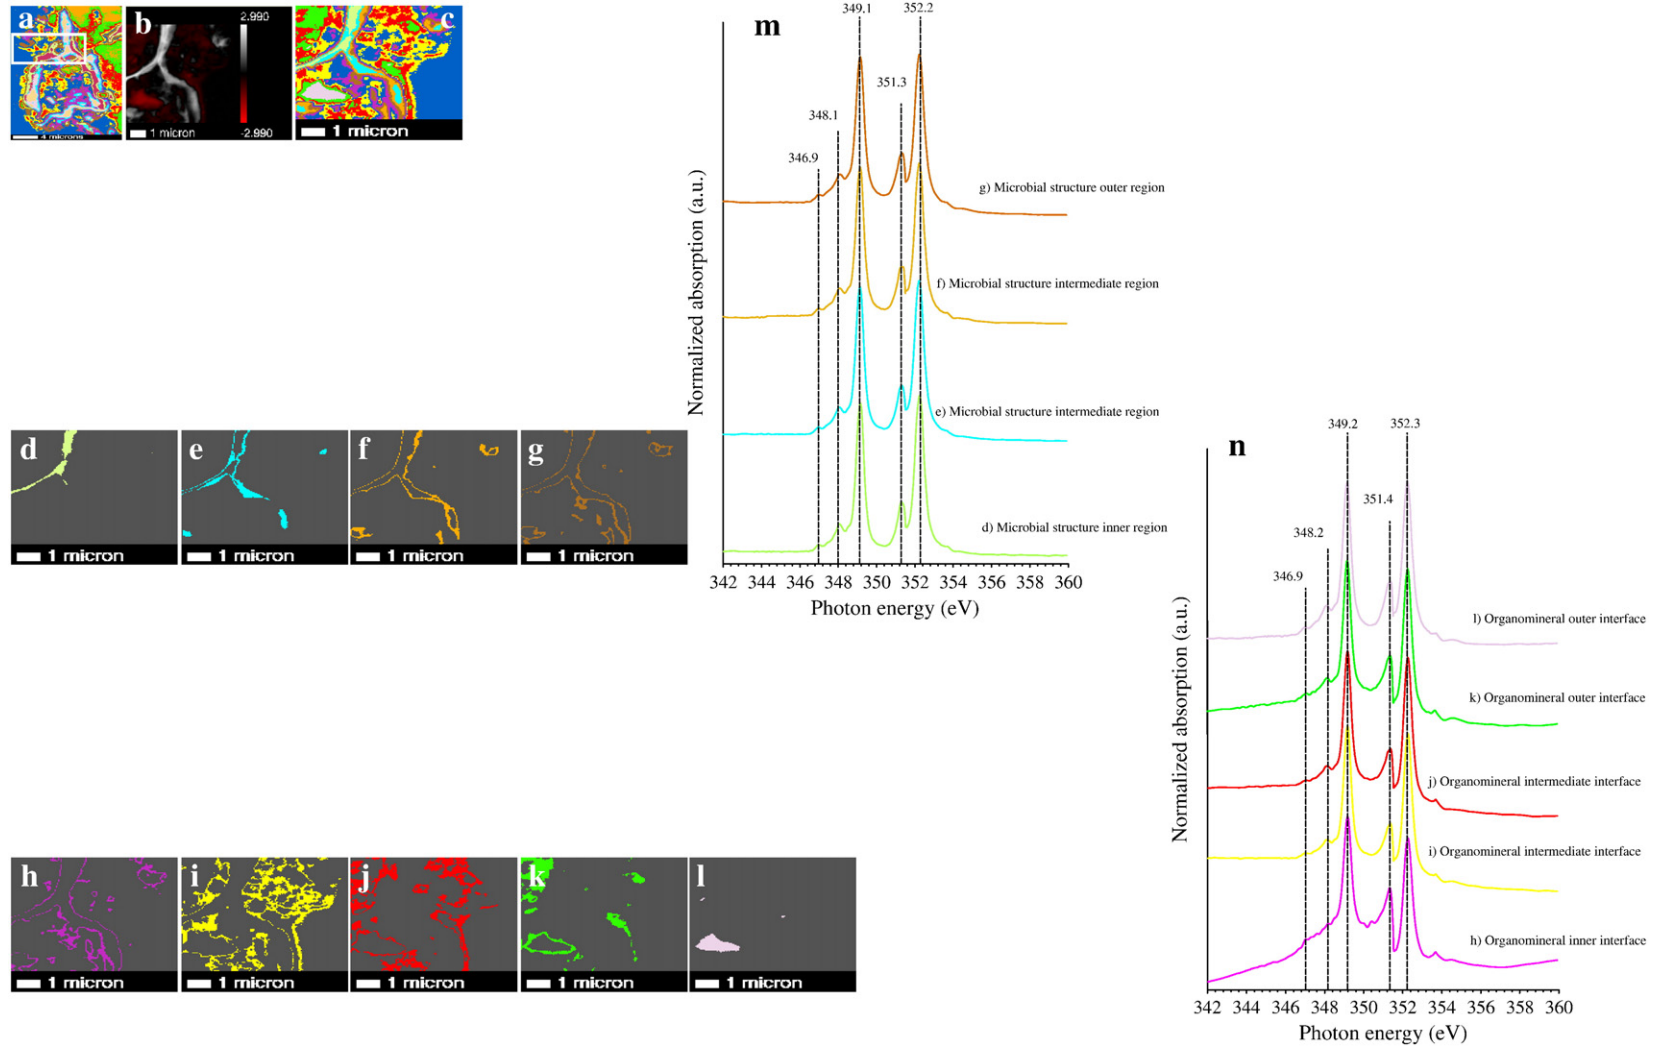 a
4 microns
b
2.990
-2.990
1 micron
c
1 micron
m
349.1
352.2
351.3
348.1
346.9
g) Microbial structure outer region
f) Microbial structure intermediate region
e) Microbial structure intermediate region
d) Microbial structure inner region
Normalized absorption (a.u.)
342 344 346 348 350 352 354 356 358 360
Photon energy (eV)
d
1 micron
e
1 micron
f
1 micron
g
1 micron
n
349.2
352.3
351.4
348.2
346.9
l) Organomineral outer interface
k) Organomineral outer interface
j) Organomineral intermediate interface
i) Organomineral intermediate interface
h) Organomineral inner interface
Normalized absorption (a.u.)
342 344 346 348 350 352 354 356 358 360
Photon energy (eV)
h
1 micron
i
1 micron
j
1 micron
k
1 micron
l
1 micron